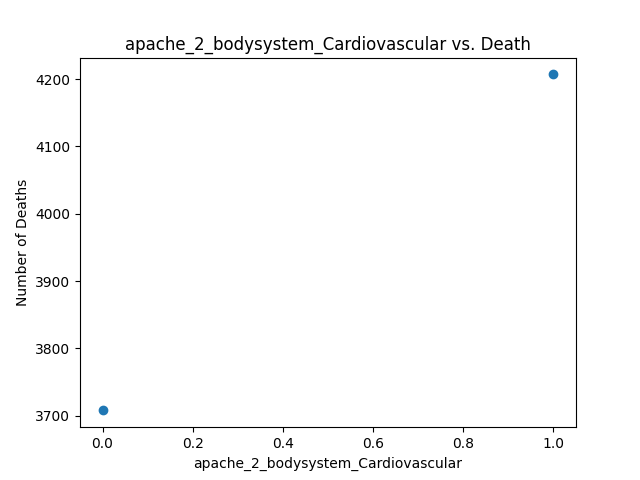 apache_2_bodysystem_Cardiovascular vs. Death
4200
4100
4000
3900
3800
3700
Number of Deaths
0.0 0.2 0.4 0.6 0.8 1.0
apache_2_bodysystem_Cardiovascular